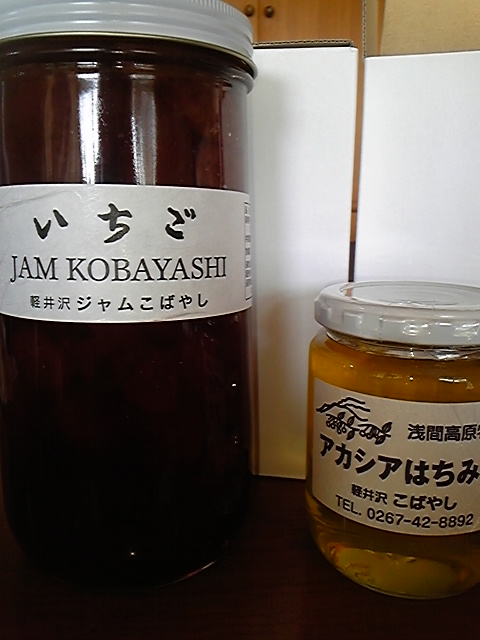 いちご
JAM KOBAYASHI
軽井沢 ジャムこばやし
浅間高原
アカシアはちみ
軽井沢 こばやし
TEL. 0267-42-8892